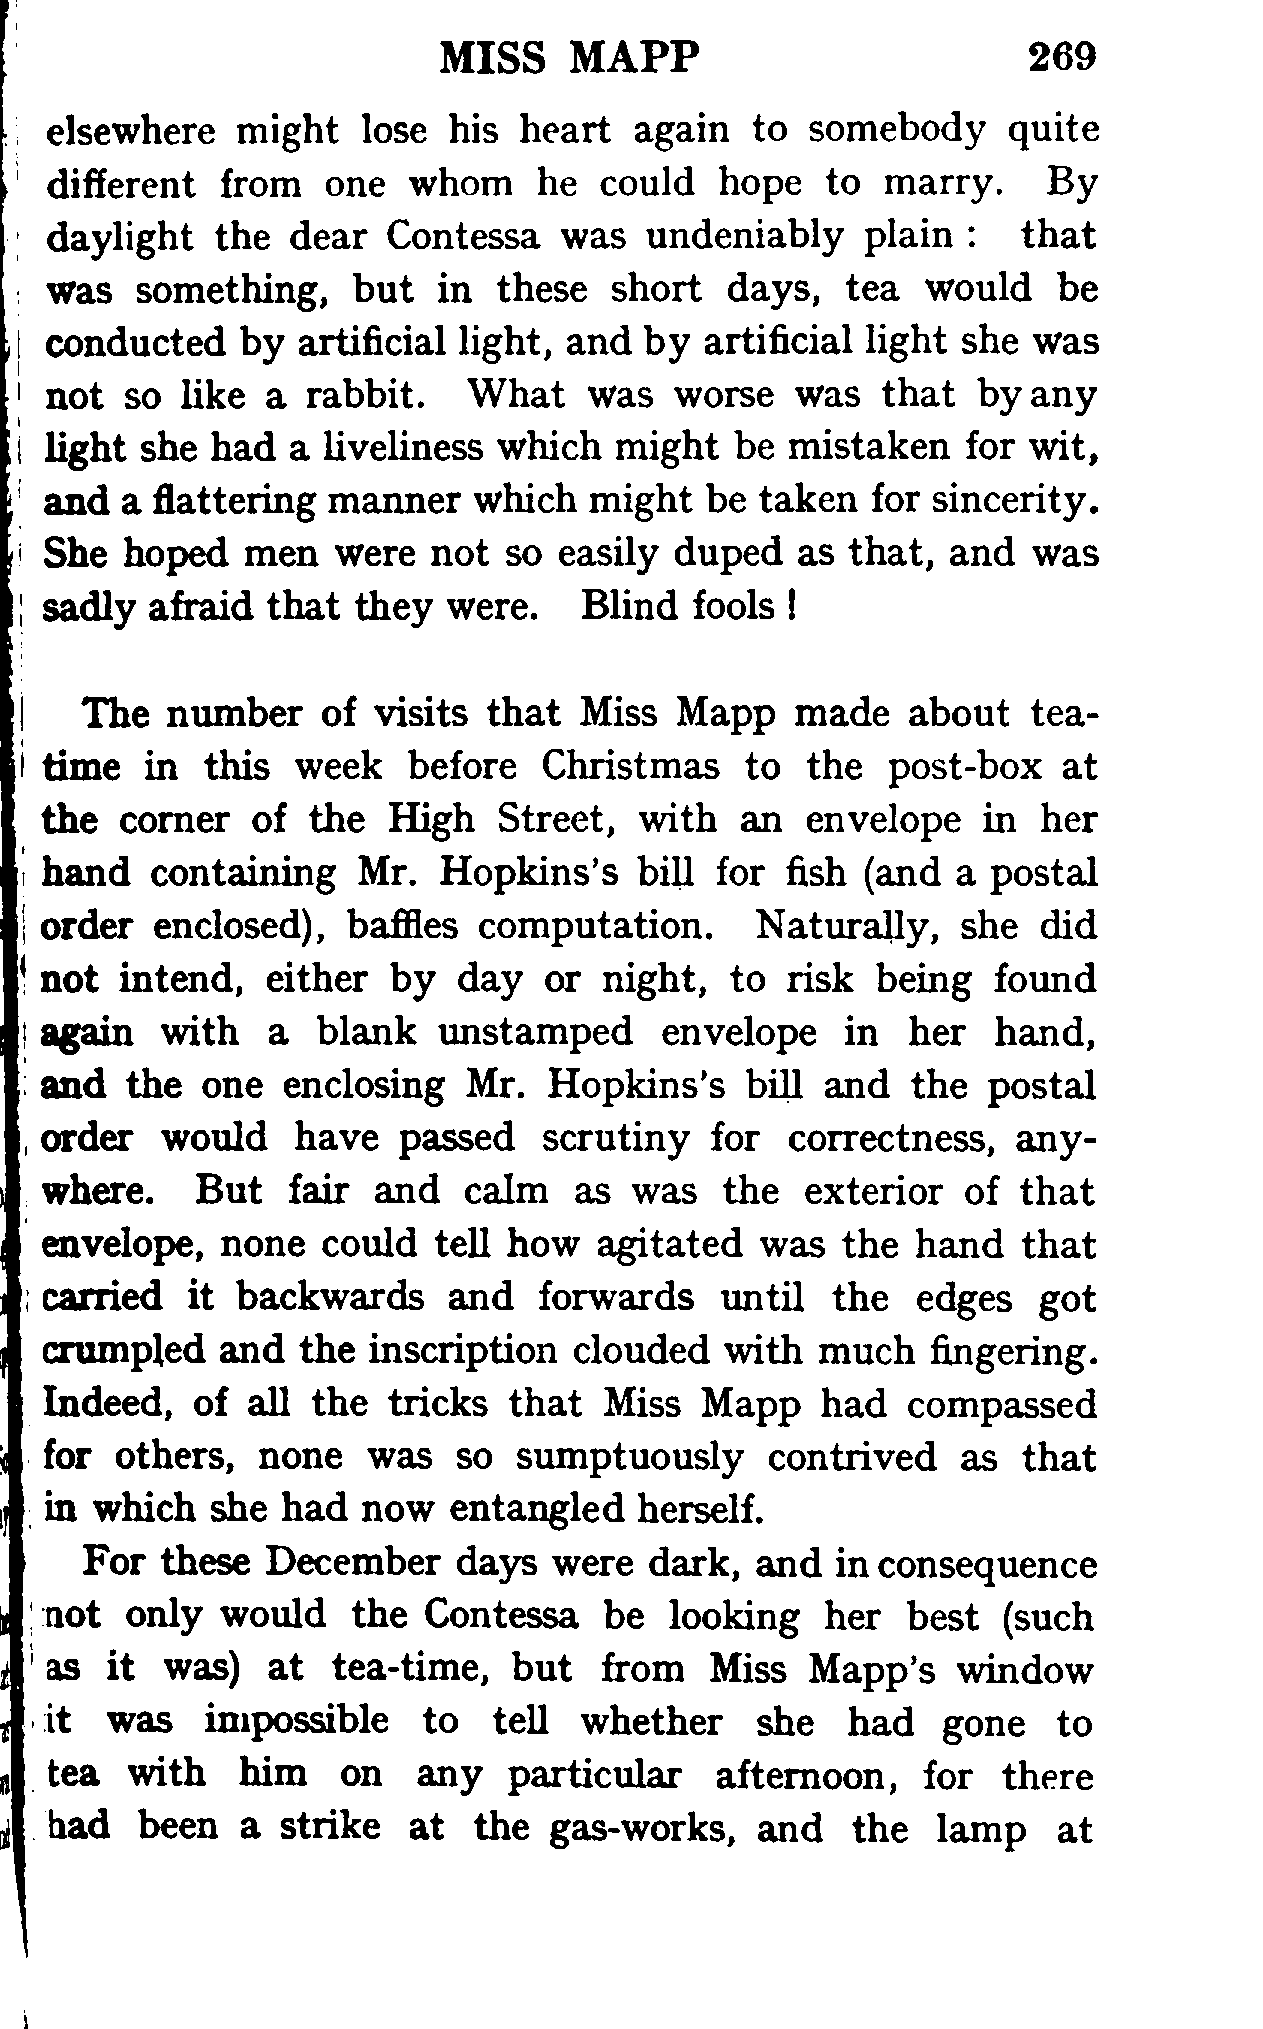 MISS MAPP 269
elsewhere might lose his heart again to somebody quite
different from one whom he could hope to marry. By
daylight the dear Contessa was undeniably plain : that
was something, but in these short days, tea would be
conducted by artificial light, and by artificial light she was
not so like a rabbit. What was worse was that by any
light she had a liveliness which might be mistaken for wit,
and a flattering manner which might be taken for sincerity.
She hoped men were not so easily duped as that, and was
sadly afraid that they were. Blind fools !
The number of visits that Miss Mapp made about tea-
time in this week before Christmas to the post-box at
the corner of the High Street, with an envelope in her
hand containing Mr. Hopkins's bill for fish (and a postal
order enclosed), baffles computation. Naturally, she did
not intend, either by day or night, to risk being found
again with a blank unstamped envelope in her hand,
and the one enclosing Mr. Hopkins's bill and the postal
order would have passed scrutiny for correctness, any-
where. But fair and calm as was the exterior of that
envelope, none could tell how agitated was the hand that
carried it backwards and forwards until the edges got
crumpled and the inscription clouded with much fingering.
Indeed, of all the tricks that Miss Mapp had compassed
for others, none was so sumptuously contrived as that
in which she had now entangled herself.
For these December days were dark, and in consequence
not only would the Contessa be looking her best (such
as it was) at tea-time, but from Miss Mapp's window
it was impossible to tell whether she had gone to
tea with him on any particular afternoon, for there
had been a strike at the gas-works, and the lamp at